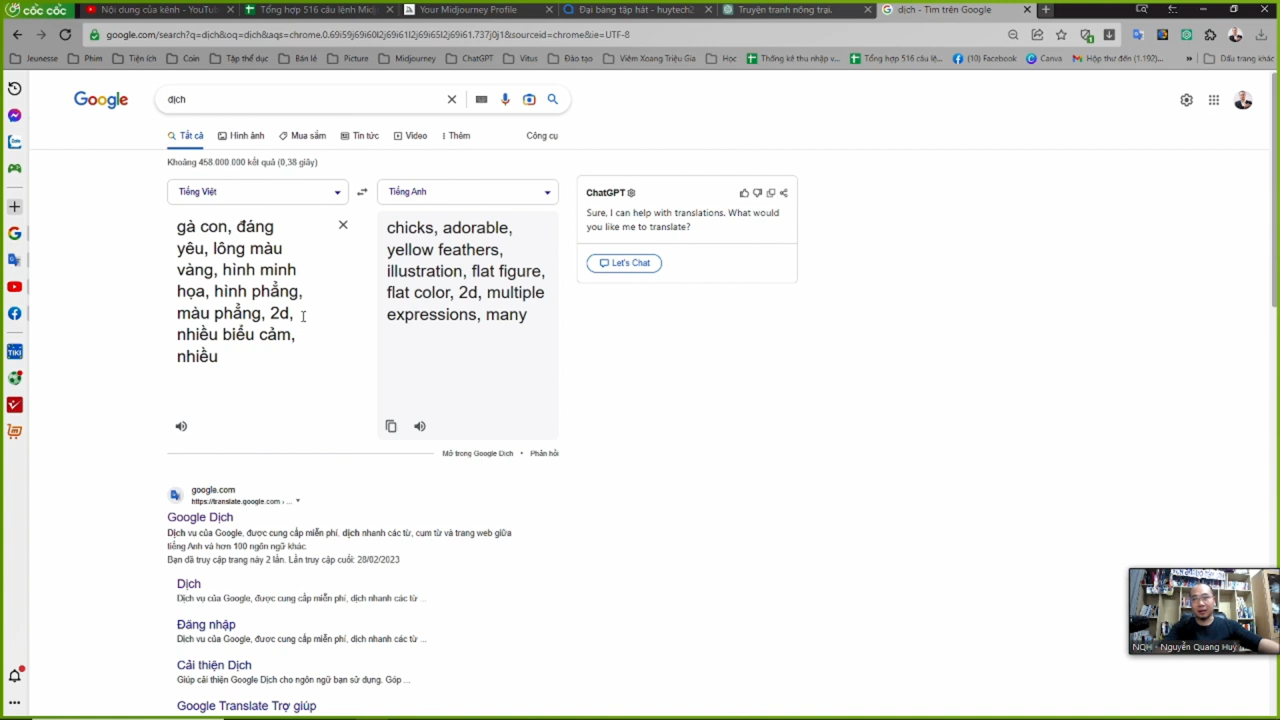 cốc cốc
Nội dung của kênh - YouTub
Tổng hợp 516 câu lệnh Midj
Your Midjourney Profile
Đại bàng tập hát - huytech2
Truyện tranh nông trại.
dịch - Tìm trên Google
google.com/search?q=dich&oq=dich&aqs=chrome.0.69i59j69i60l2j69i61l2j69i65l2j69i61.737j0j1&sourceid=chrome&ie=UTF-8
Jeunesse
Phim
Tiện ích
Coin
Tập thể dục
Bán lẻ
Picture
Midjourney
ChatGPT
Vitus
Đào tạo
Viêm Xoang Triệu Gia
Học
Thống kê thu nhập v...
Tổng hợp 516 câu lệ...
(10) Facebook
Canva
Hộp thư đến (1.192)...
Dấu trang khác
Google
dịch
Tất cả
Hình ảnh
Mua sắm
Tin tức
Video
Thêm
Công cụ
Khoảng 458.000.000 kết quả (0,38 giây)
Tiếng Việt
Tiếng Anh
gà con, đáng
yêu, lông màu
vàng, hình minh
họa, hình phẳng,
màu phẳng, 2d,
nhiều biểu cảm,
nhiều
chicks, adorable,
yellow feathers,
illustration, flat figure,
flat color, 2d, multiple
expressions, many
ChatGPT
Sure, I can help with translations. What would
you like me to translate?
Let's Chat
Mở trong Google Dịch • Phản hồi
google.com
https://translate.google.com › ...
Google Dịch
Dịch vụ của Google, được cung cấp miễn phí, dịch nhanh các từ, cụm từ và trang web giữa
tiếng Anh và hơn 100 ngôn ngữ khác.
Bạn đã truy cập trang này 2 lần. Lần truy cập cuối: 28/02/2023
Dịch
Dịch vụ của Google, được cung cấp miễn phí, dịch nhanh các từ ...
Đăng nhập
Dịch vụ của Google, được cung cấp miễn phí, dịch nhanh các từ ...
Cải thiện Dịch
Giúp cải thiện Google Dịch cho ngôn ngữ bạn sử dụng. Góp ...
Google Translate Trợ giúp
Zalo
TIKI
NQH - Nguyễn Quang Huy